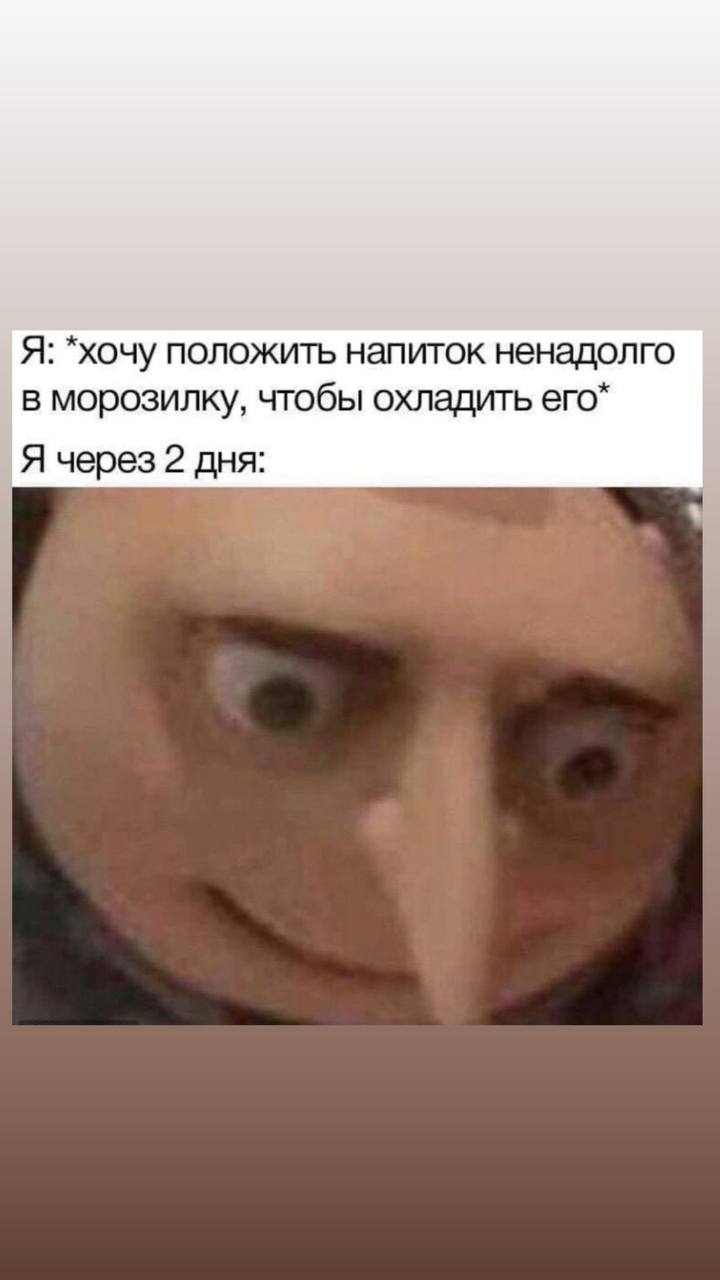 Я: *хочу положить напиток ненадолго
в морозилку, чтобы охладить его*
Я через 2 дня: